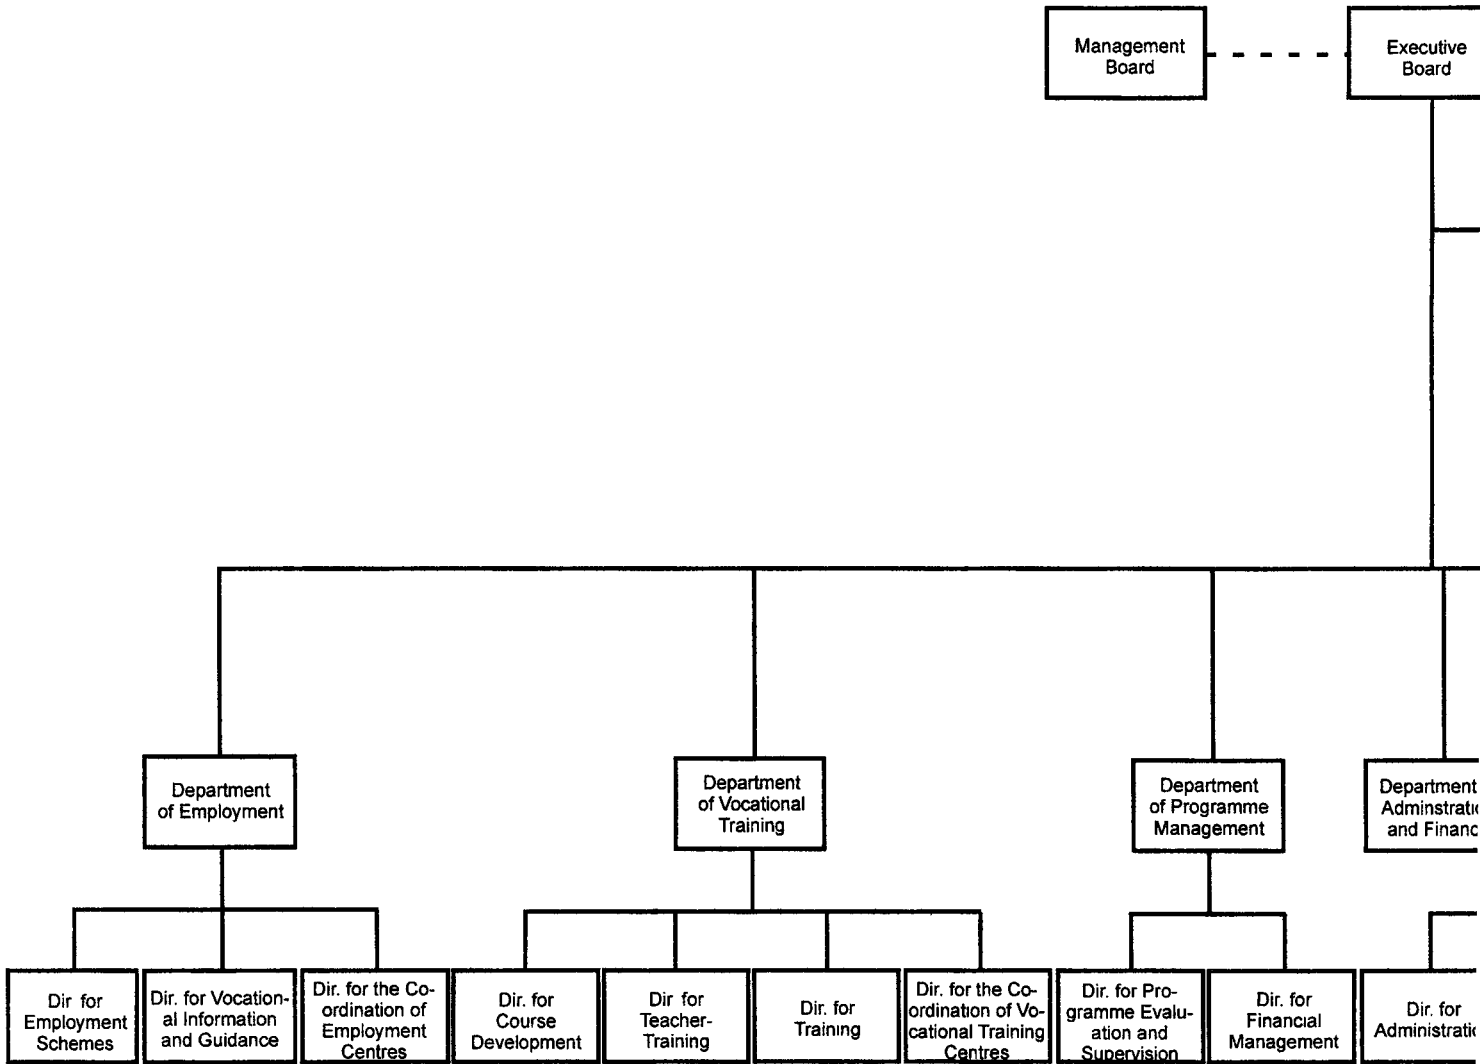 Management
Board
Executive
Board
Department
of Employment
Department
of Vocational
Training
Department
of Programme
Management
Department
and
Dir for
Employment
Schemes
Dir. for Vocation-
al Information
and Guidance
Dir. for the Co-
ordination of
Employment
Centres
Dir. for
Course
Development
Dir for
Teacher-
Training
Dir. for
Training
Dir. for the Co-
ordination of Vo-
cational Training
Centres
Dir. for Pro-
gramme Evalu-
ation and
Supervision
Dir. for
Financial
Management
Dir. for